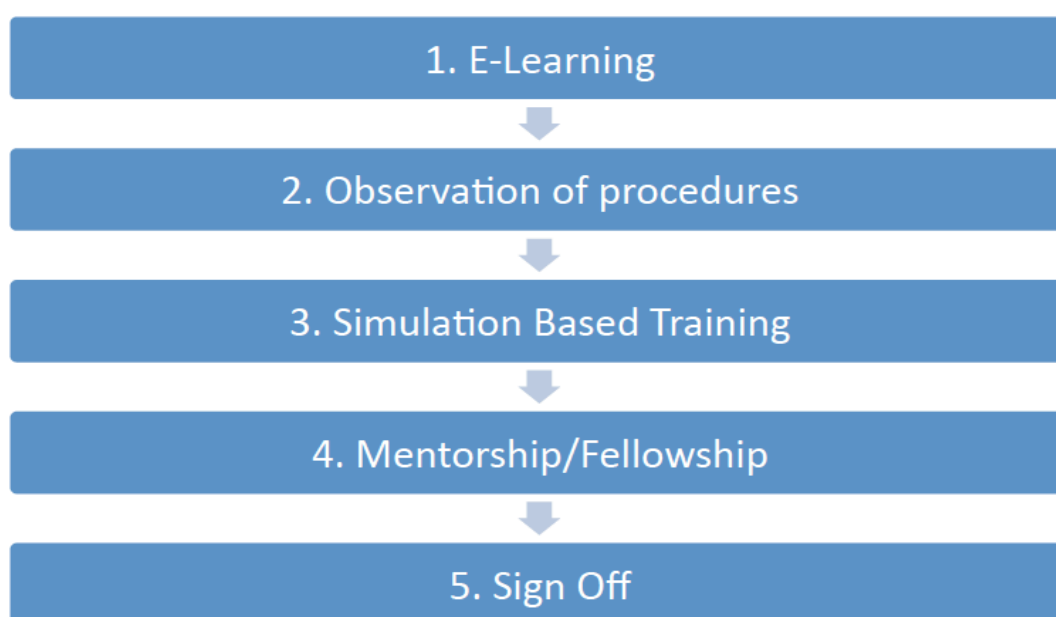 1. E-Learning
2. Observation of procedures
3. Simulation Based Training
4. Mentorship/Fellowship
5. Sign Off